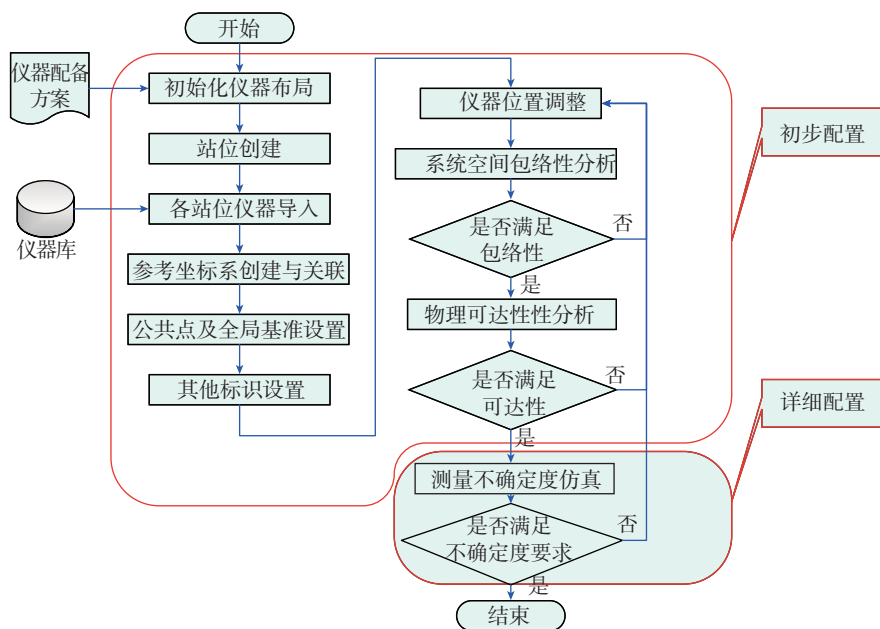 开始
仪器配备
方案
初始化仪器布局
站位创建
仪器库
各站位仪器导入
参考坐标系创建与关联
公共点及全局基准设置
其他标识设置
仪器位置调整
系统空间包络性分析
是否满足
包络性
否
是
物理可达性性分析
是否满足
可达性
否
是
测量不确定度仿真
是否满足
不确定度要求
否
是
结束
初步配置
详细配置